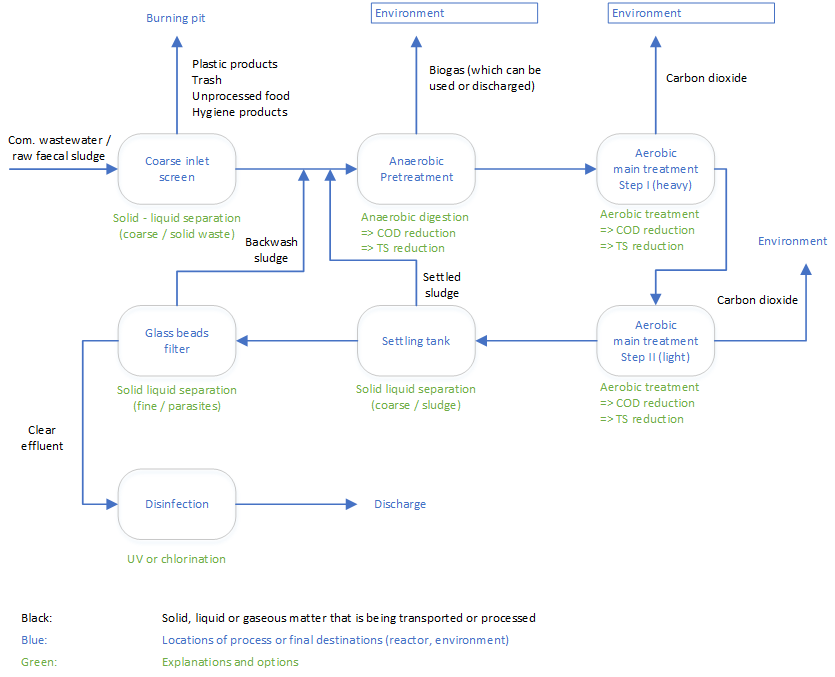 Burning pit
Environment
Environment
Plastic products
Trash
Unprocessed food
Hygiene products
Biogas (which can be
used or discharged)
Carbon dioxide
Com. wastewater /
raw faecal sludge
Coarse inlet
screen
Anaerobic
Pretreatment
Aerobic
main treatment
Step I (heavy)
Solid - liquid separation
(coarse / solid waste)
Anaerobic digestion
=> COD reduction
=> TS reduction
Aerobic treatment
=> COD reduction
=> TS reduction
Backwash
sludge
Environment
Settled
sludge
Carbon dioxide
Glass beads
filter
Settling tank
Aerobic
main treatment
Step II (light)
Solid liquid separation
(fine / parasites)
Solid liquid separation
(coarse / sludge)
Aerobic treatment
=> COD reduction
=> TS reduction
Clear
effluent
Disinfection
Discharge
UV or chlorination
Black: Solid, liquid or gaseous matter that is being transported or processed
Blue: Locations of process or final destinations (reactor, environment)
Green: Explanations and options